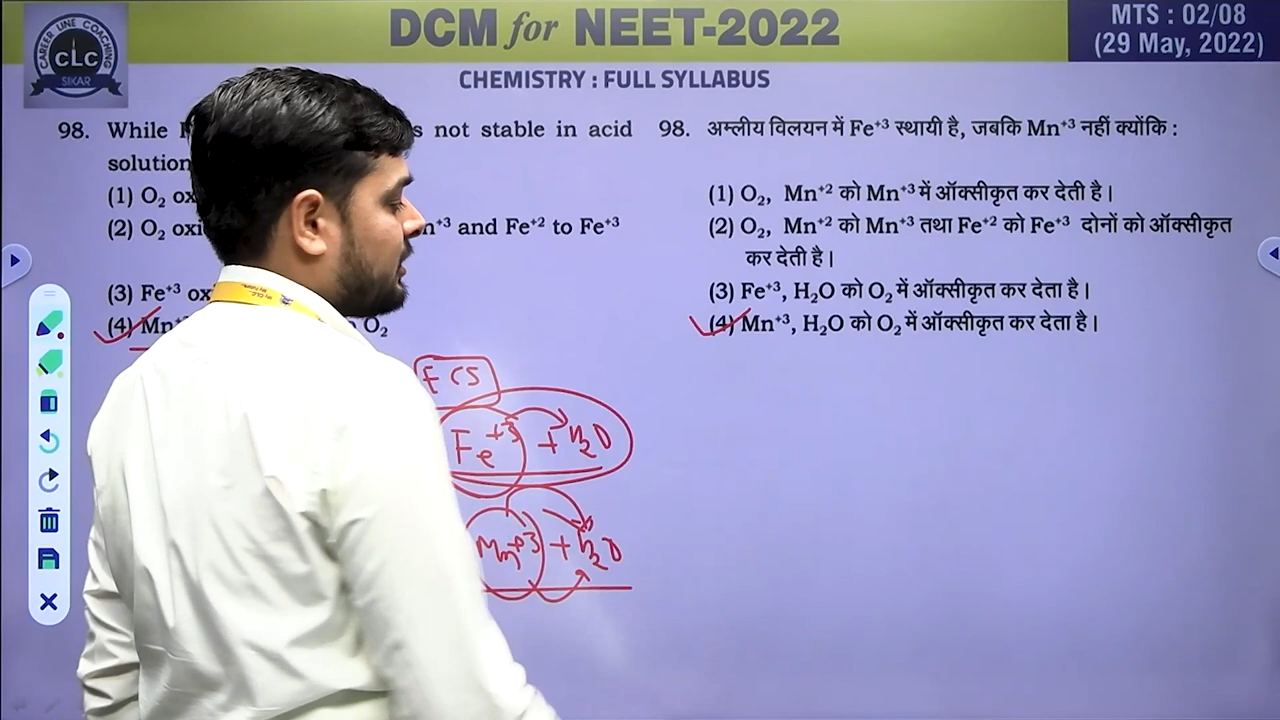 DCM for NEET-2022
MTS : 02/08
(29 May, 2022)
CAREER LINE COACHING
CLC
SIKAR
CHEMISTRY : FULL SYLLABUS
98. While s not stable in acid
solution
(1) O₂ ox
(2) O₂ oxi n⁺³ and Fe⁺² to Fe⁺³
(3) Fe⁺³ ox
(4) Mn O₂
98. अम्लीय विलयन में Fe⁺³ स्थायी है, जबकि Mn⁺³ नहीं क्योंकि :
(1) O₂, Mn⁺² को Mn⁺³ में ऑक्सीकृत कर देती है।
(2) O₂, Mn⁺² को Mn⁺³ तथा Fe⁺² को Fe⁺³ दोनों को ऑक्सीकृत
कर देती है।
(3) Fe⁺³, H₂O को O₂ में ऑक्सीकृत कर देता है।
(4) Mn⁺³, H₂O को O₂ में ऑक्सीकृत कर देता है।
ECS
Fe⁺³ + H₂O
Mn⁺³ + H₂O